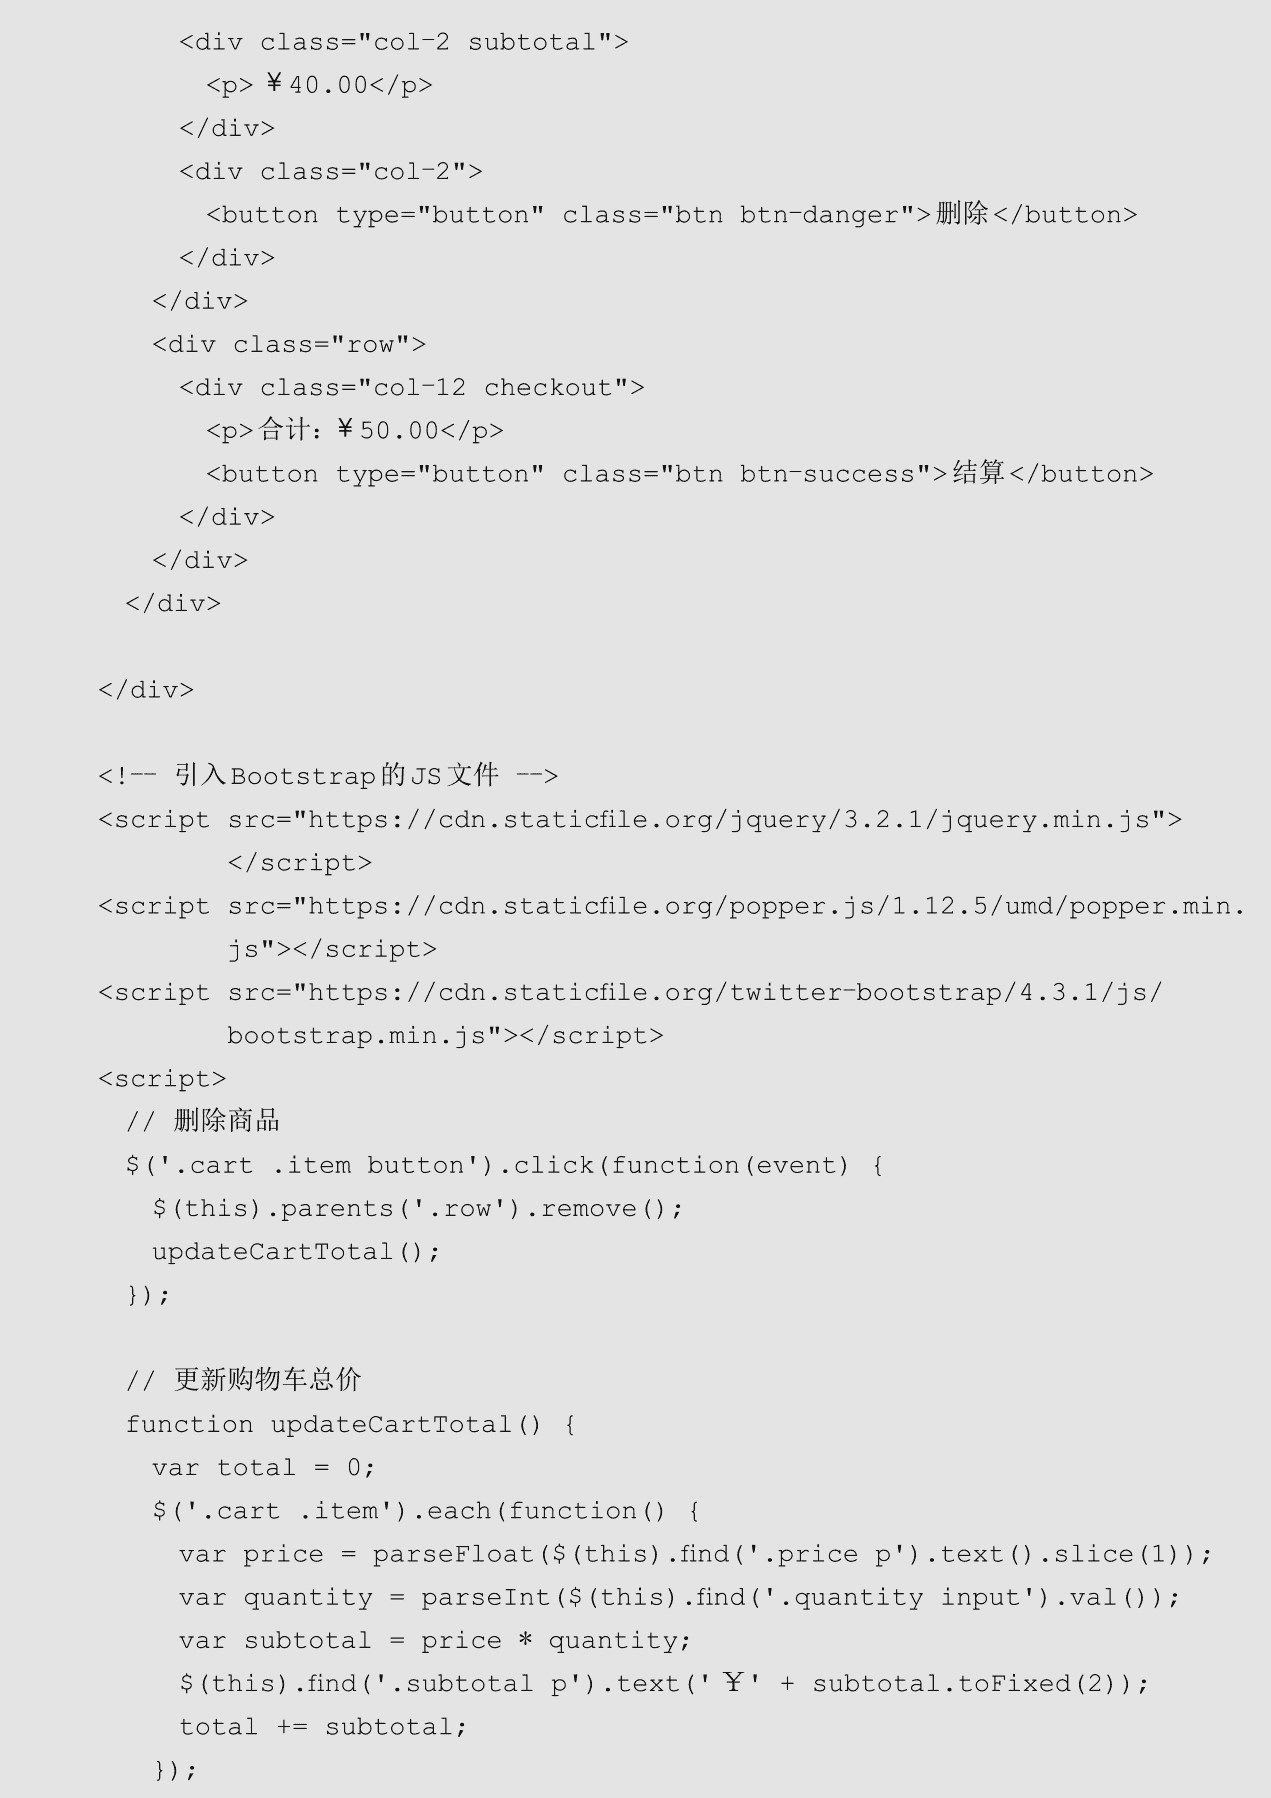 <div class="col-2 subtotal">
<p>¥40.00</p>
</div>
<div class="col-2">
<button type="button" class="btn btn-danger">删除</button>
</div>
</div>
<div class="row">
<div class="col-12 checkout">
<p>合计：¥50.00</p>
<button type="button" class="btn btn-success">结算</button>
</div>
</div>
</div>
</div>
<!-- 引入Bootstrap的JS文件 -->
<script src="https://cdn.staticfile.org/jquery/3.2.1/jquery.min.js">
</script>
<script src="https://cdn.staticfile.org/popper.js/1.12.5/umd/popper.min.
js"></script>
<script src="https://cdn.staticfile.org/twitter-bootstrap/4.3.1/js/
bootstrap.min.js"></script>
<script>
// 删除商品
$('.cart .item button').click(function(event) {
$(this).parents('.row').remove();
updateCartTotal();
});
// 更新购物车总价
function updateCartTotal() {
var total = 0;
$('.cart .item').each(function() {
var price = parseFloat($(this).find('.price p').text().slice(1));
var quantity = parseInt($(this).find('.quantity input').val());
var subtotal = price * quantity;
$(this).find('.subtotal p').text('￥' + subtotal.toFixed(2));
total += subtotal;
});